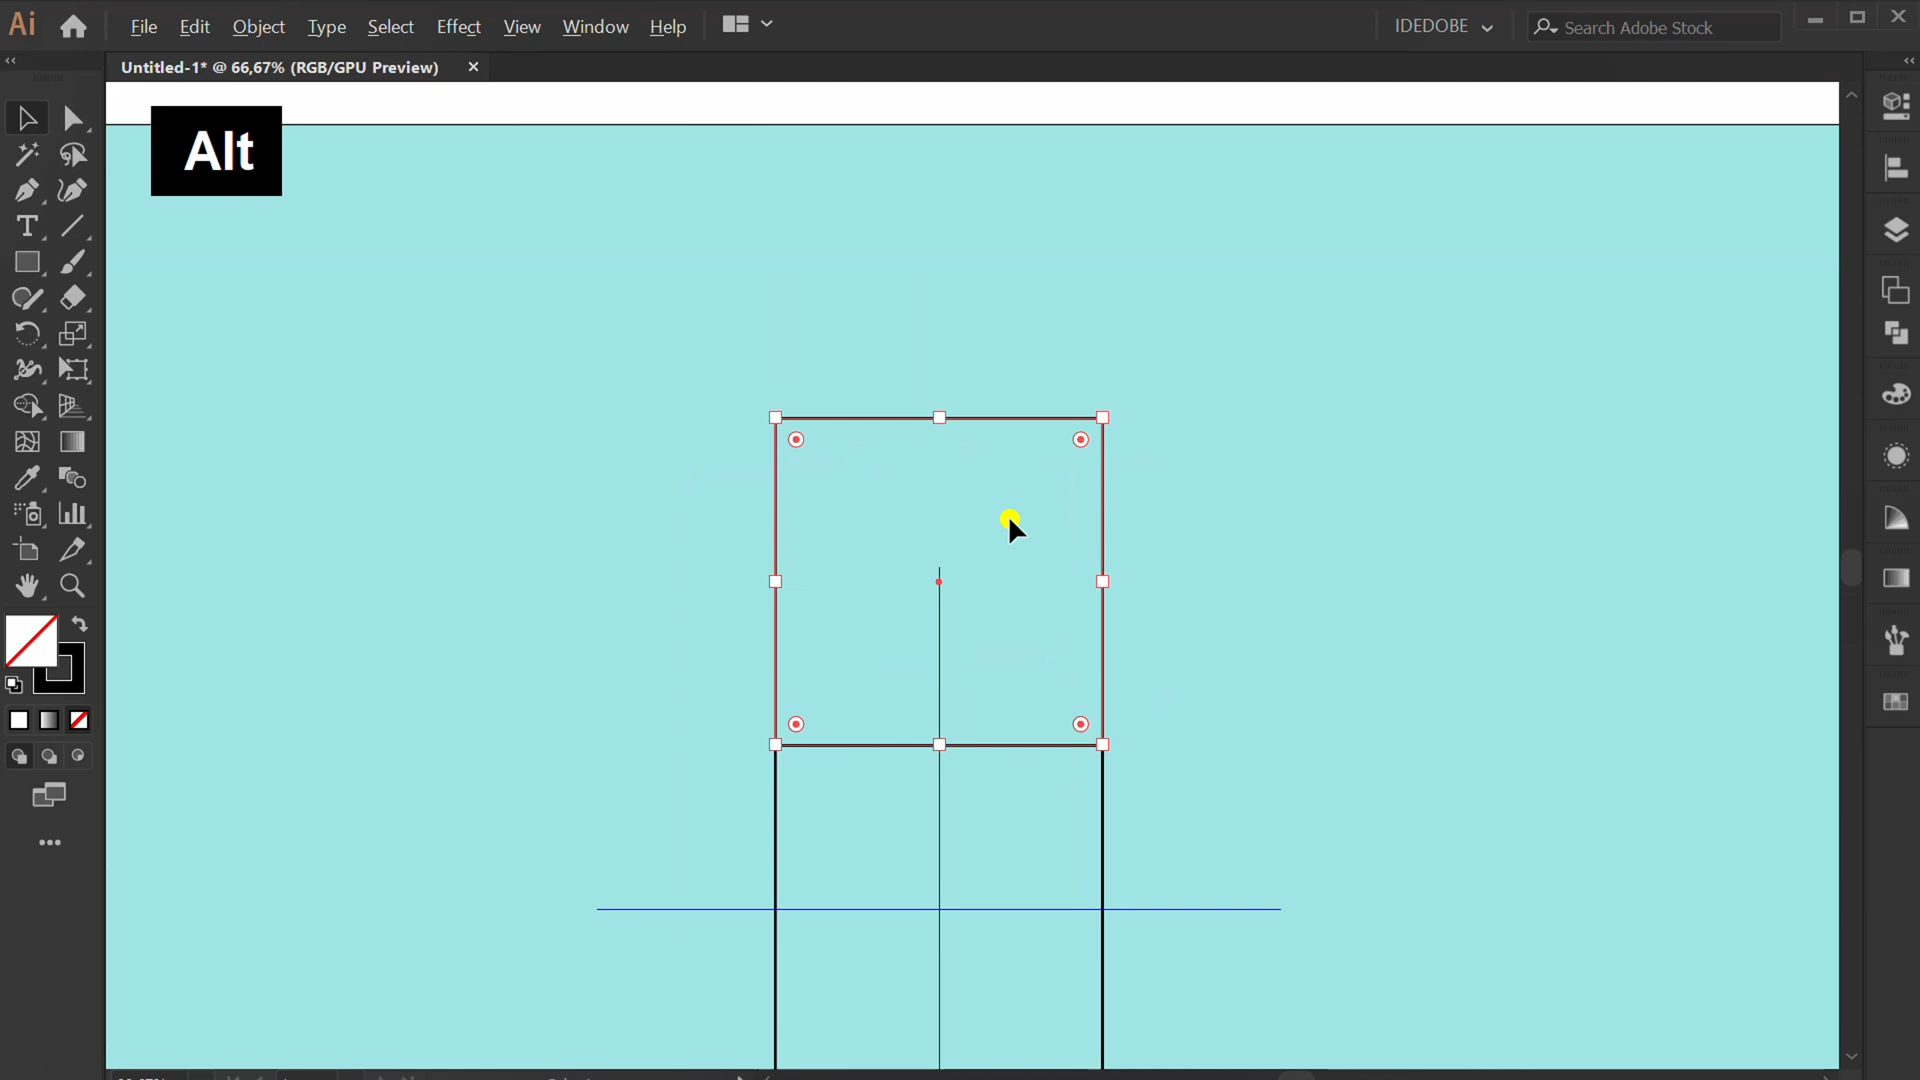 Ai File Edit Object Type Select Effect View Window Help IDEDOBE Search Adobe Stock
Untitled-1* @ 66,67% (RGB/GPU Preview)
Alt